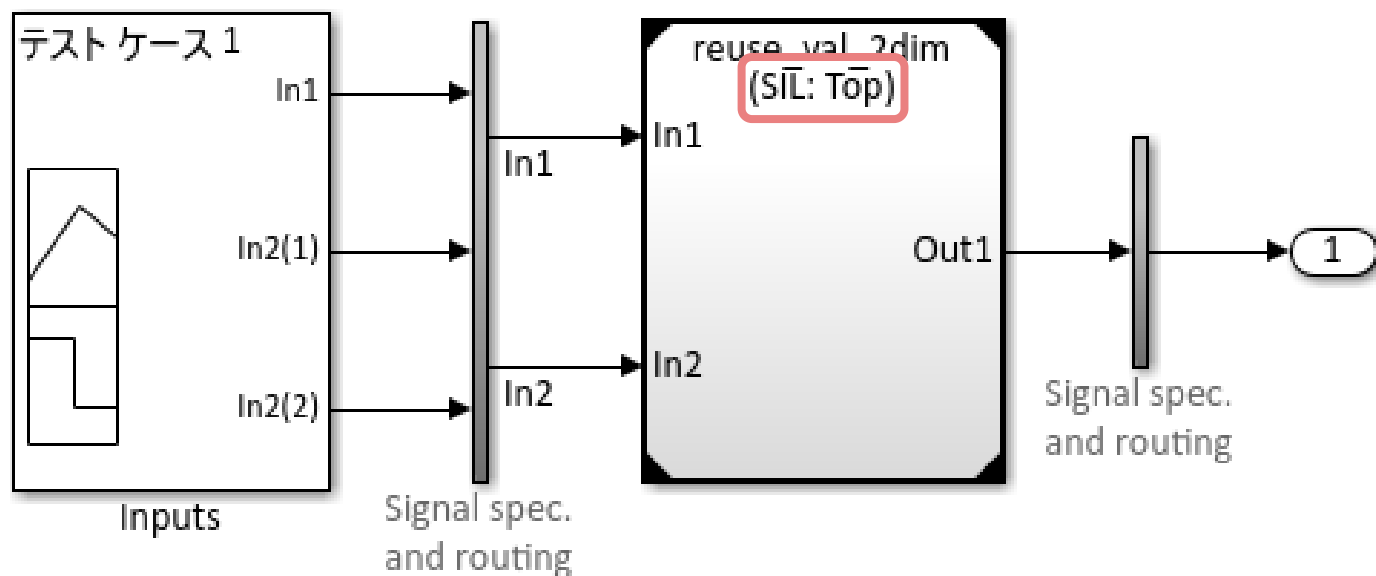 テスト ケース 1
In1
In2(1)
In2(2)
Inputs
In1
In2
Signal spec.
and routing
reuse_val_2dim
(SIL: Top)
In1
In2
Out1
Signal spec.
and routing
1